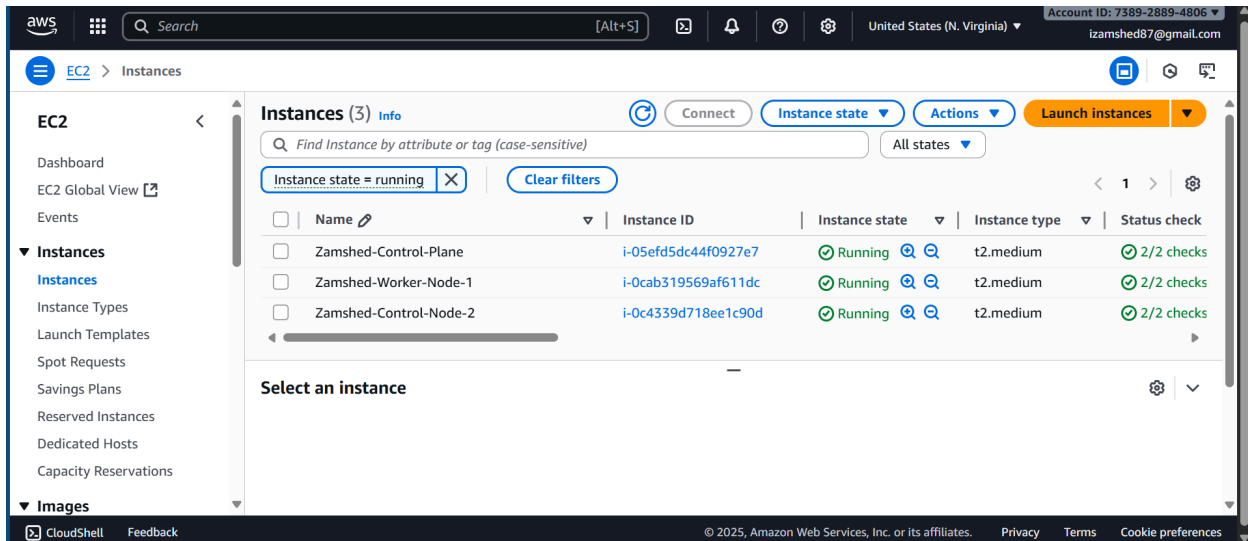 aws
Search [Alt+S]
United States (N. Virginia)
Account ID: 7389-2889-4806
izamshed87@gmail.com
EC2 > Instances
EC2
Dashboard
EC2 Global View
Events
Instances
Instances
Instance Types
Launch Templates
Spot Requests
Savings Plans
Reserved Instances
Dedicated Hosts
Capacity Reservations
Images
Instances (3) Info
Connect
Instance state
Actions
Launch instances
Find Instance by attribute or tag (case-sensitive)
All states
Instance state = running
Clear filters
1
Name Instance ID Instance state Instance type Status check
Zamshed-Control-Plane i-05efd5dc44f0927e7 Running t2.medium 2/2 checks
Zamshed-Worker-Node-1 i-0cab319569af611dc Running t2.medium 2/2 checks
Zamshed-Control-Node-2 i-0c4339d718ee1c90d Running t2.medium 2/2 checks
Select an instance
CloudShell Feedback © 2025, Amazon Web Services, Inc. or its affiliates. Privacy Terms Cookie preferences